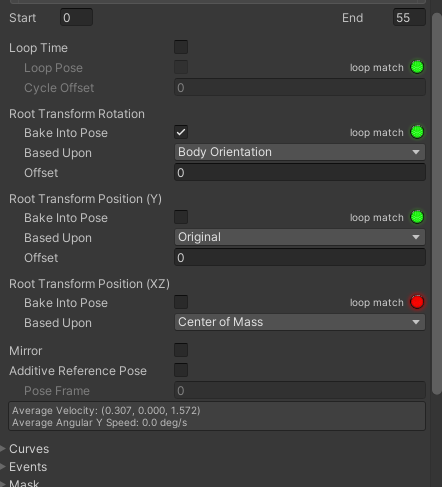 Start 0 End 55
Loop Time
Loop Pose loop match
Cycle Offset 0
Root Transform Rotation
Bake Into Pose loop match
Based Upon Body Orientation
Offset 0
Root Transform Position (Y)
Bake Into Pose loop match
Based Upon Original
Offset 0
Root Transform Position (XZ)
Bake Into Pose loop match
Based Upon Center of Mass
Mirror
Additive Reference Pose
Pose Frame 0
Average Velocity: (0.307, 0.000, 1.572)
Average Angular Y Speed: 0.0 deg/s
Curves
Events
Mask